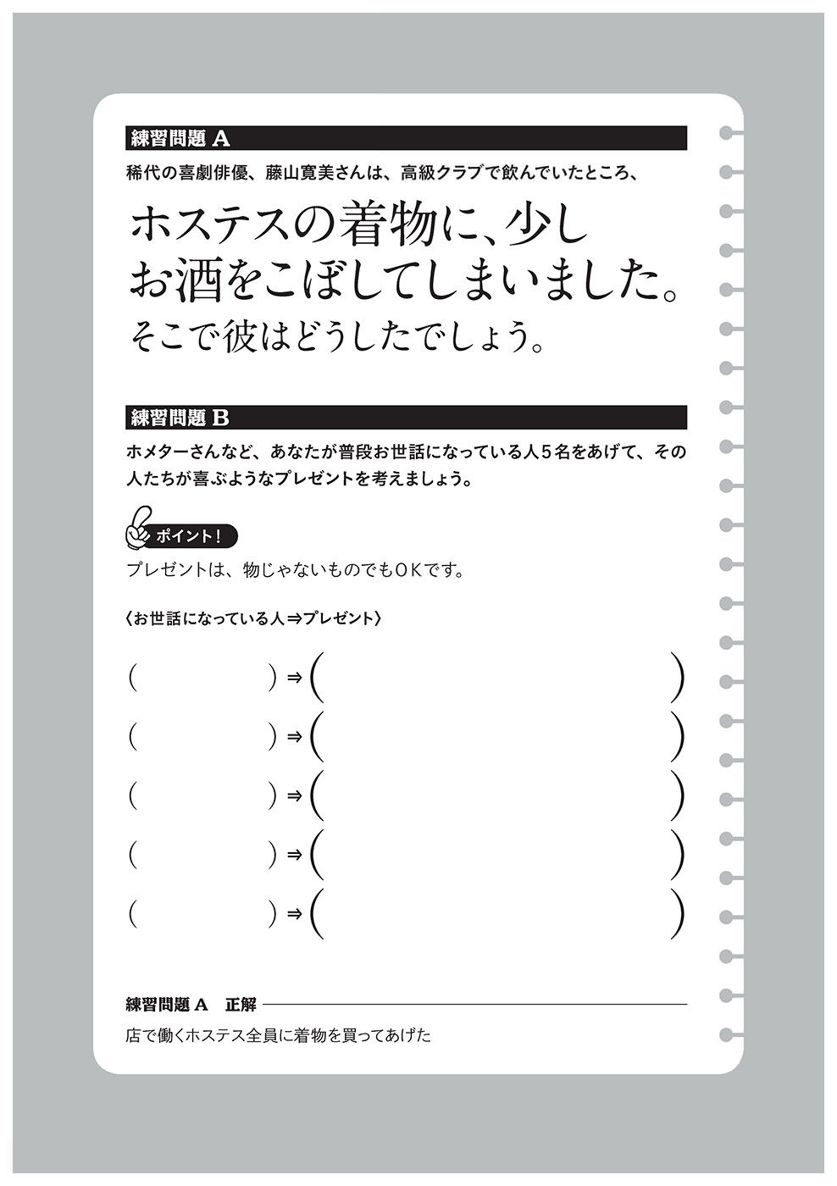 練習問題 A
稀代の喜劇俳優、藤山寛美さんは、高級クラブで飲んでいたところ、
ホステスの着物に、少し
お酒をこぼしてしまいました。
そこで彼はどうしたでしょう。
練習問題 B
ホメターさんなど、あなたが普段お世話になっている人5名をあげて、その
人たちが喜ぶようなプレゼントを考えましょう。
ポイント!
プレゼントは、物じゃないものでもOKです。
〈お世話になっている人⇒プレゼント〉
(　　　　)⇒(　　　　　　　　　　)
(　　　　)⇒(　　　　　　　　　　)
(　　　　)⇒(　　　　　　　　　　)
(　　　　)⇒(　　　　　　　　　　)
(　　　　)⇒(　　　　　　　　　　)
練習問題 A　正解
店で働くホステス全員に着物を買ってあげた